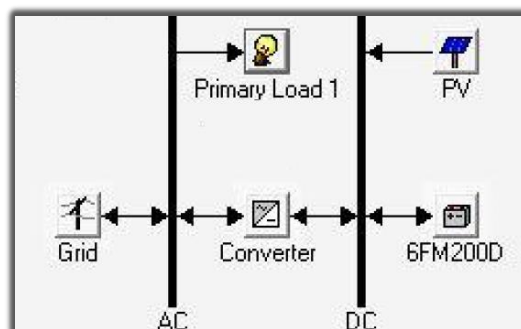 Primary Load 1
PV
Grid
Converter
6FM200D
AC
DC